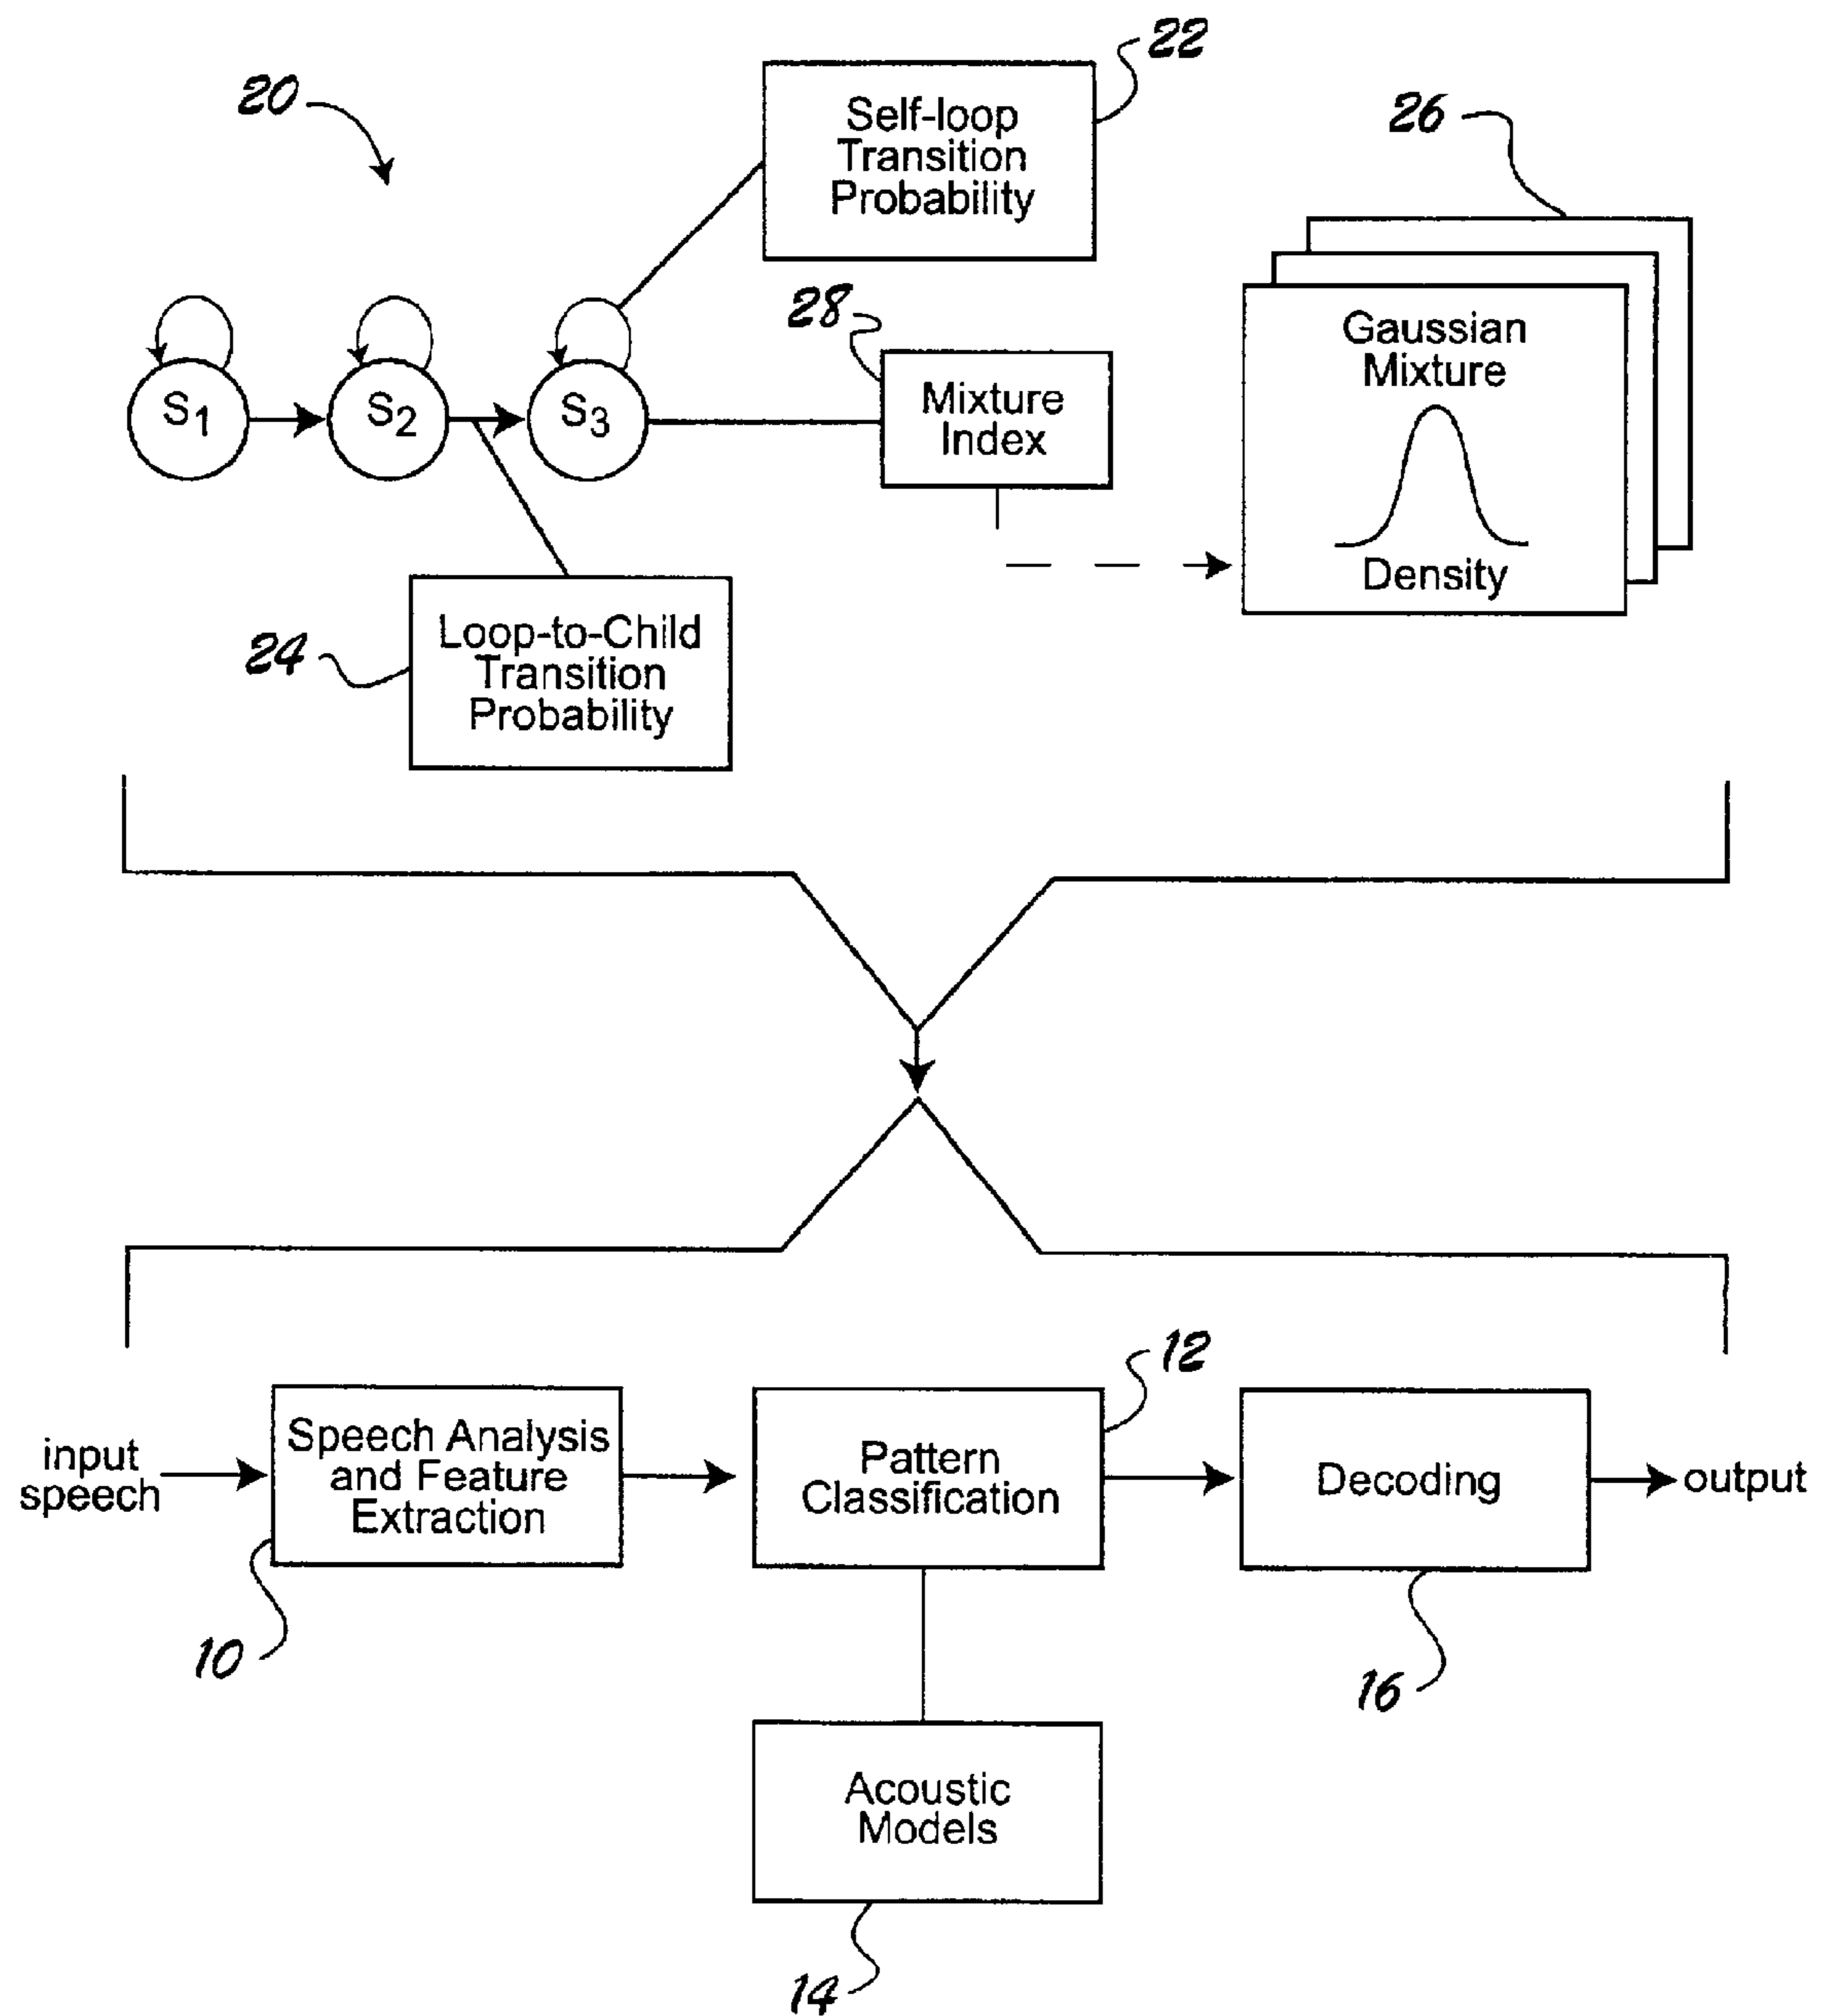 22
20
Self-loop
Transition
Probability
26
28
Gaussian
Mixture
Mixture
Index
S1
S2
S3
Density
Loop-to-Child
Transition
Probability
24
12
input
speech
Speech Analysis
and Feature
Extraction
Pattern
Classification
Decoding
output
10
16
Acoustic
Models
14